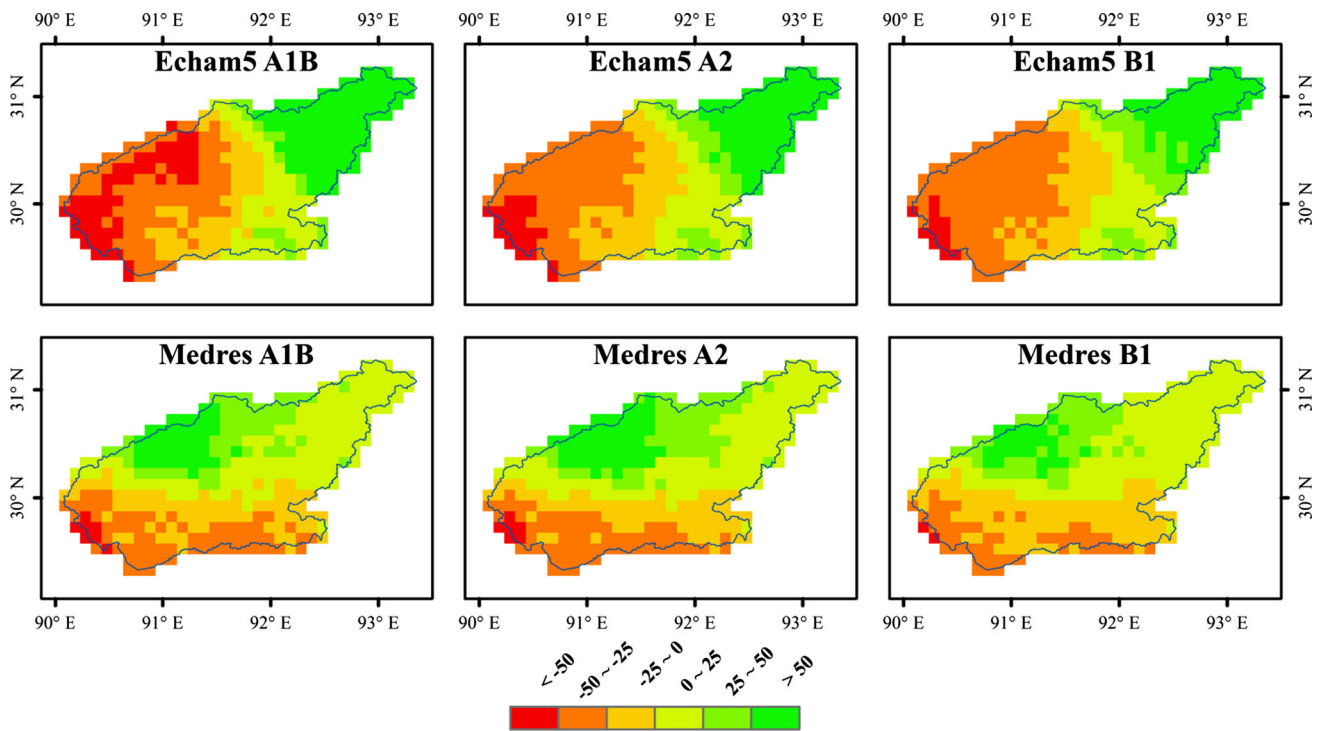 90° E 91° E 92° E 93° E 90° E 91° E 92° E 93° E 90° E 91° E 92° E 93° E
Echam5 A1B Echam5 A2 Echam5 B1
31° N 31° N
30° N 30° N
Medres A1B Medres A2 Medres B1
31° N 31° N
30° N 30° N
90° E 91° E 92° E 93° E 90° E 91° E 92° E 93° E 90° E 91° E 92° E 93° E
< -50 -50 ~ -25 -25 ~ 0 0 ~ 25 25 ~ 50 > 50